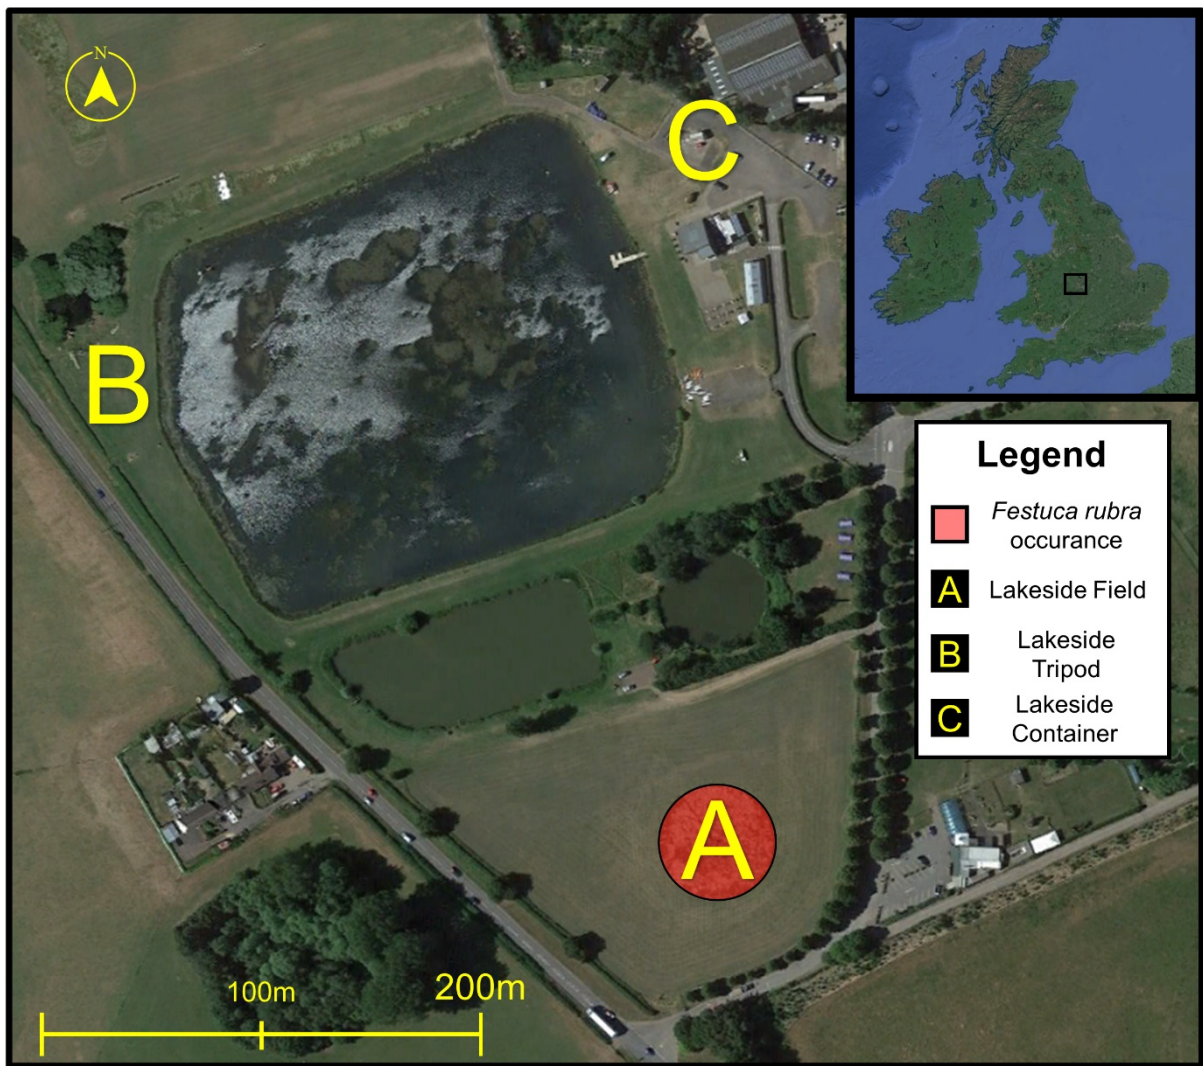 N
C
B
Legend
Festuca rubra
occurance
A Lakeside Field
B Lakeside
Tripod
C Lakeside
Container
A
100m
200m